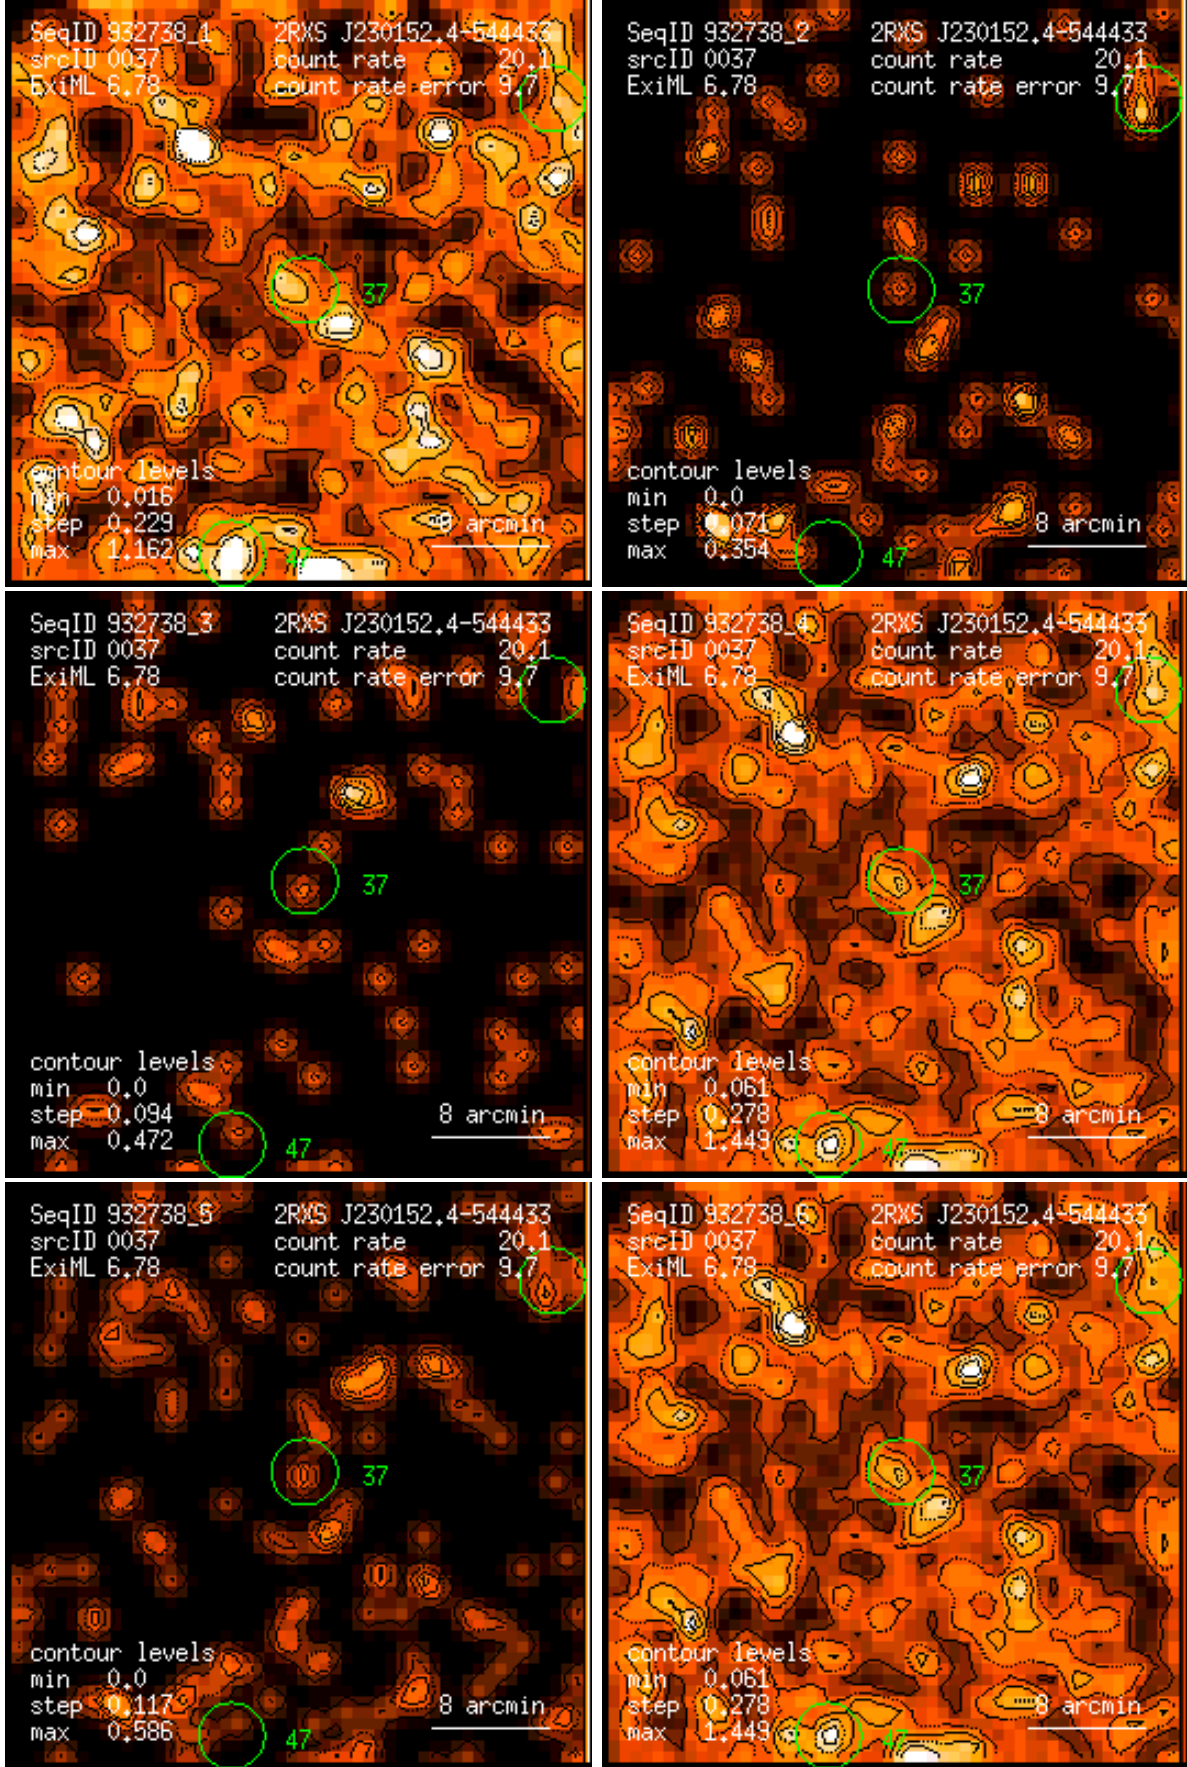 SeqID 932738_1 2RXS J230152.4-544433
srcID 0037 count rate 20.1
ExiML 6.78 count rate error 9.7
37
contour levels
min 0.016
step 0.229
max 1.162
8 arcmin
47
SeqID 932738_2 2RXS J230152.4-544433
srcID 0037 count rate 20.1
ExiML 6.78 count rate error 9.7
37
contour levels
min 0.0
step 0.071
max 0.354
8 arcmin
47
SeqID 932738_3 2RXS J230152.4-544433
srcID 0037 count rate 20.1
ExiML 6.78 count rate error 9.7
37
contour levels
min 0.0
step 0.094
max 0.472
8 arcmin
47
SeqID 932738_4 2RXS J230152.4-544433
srcID 0037 count rate 20.1
ExiML 6.78 count rate error 9.7
37
contour levels
min 0.061
step 0.278
max 1.449
8 arcmin
47
SeqID 932738_5 2RXS J230152.4-544433
srcID 0037 count rate 20.1
ExiML 6.78 count rate error 9.7
37
contour levels
min 0.0
step 0.117
max 0.586
8 arcmin
47
SeqID 932738_6 2RXS J230152.4-544433
srcID 0037 count rate 20.1
ExiML 6.78 count rate error 9.7
37
contour levels
min 0.061
step 0.278
max 1.449
8 arcmin
47